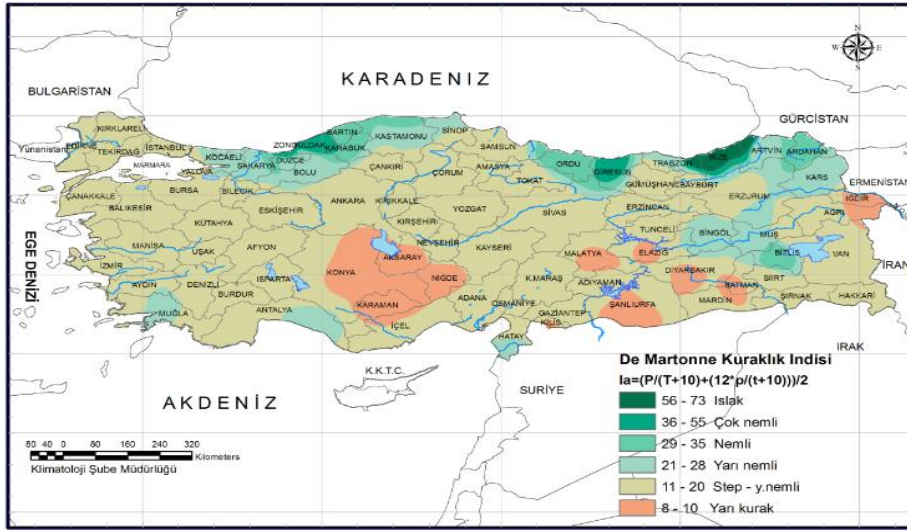 N
W E
S
KARADENIZ
BULGARİSTAN
GÜRCİSTAN
Yunanistan
KIRKLARELİ
EDİRNE
TEKİRDAĞ
İSTANBUL
MARMARA
YALOVA
KOCAELİ
SAKARYA
DÜZCE
ZONGULDAK
BARTIN
KARABÜK
BOLU
KASTAMONU
SİNOP
SAMSUN
ORDU
GİRESUN
TRABZON
RİZE
ARTVİN
ARDAHAN
KARS
ERMENİSTAN
IĞDIR
ÇANAKKALE
BALIKESİR
BURSA
BİLECİK
ESKİŞEHİR
KÜTAHYA
ANKARA
ÇANKIRI
ÇORUM
AMASYA
TOKAT
KIRIKKALE
KIRŞEHİR
YOZGAT
SİVAS
GÜMÜŞHANE
BAYBURT
ERZURUM
ERZİNCAN
AĞRI
EGE DENİZİ
MANİSA
İZMİR
UŞAK
AFYON
AYDIN
DENİZLİ
MUĞLA
BURDUR
ISPARTA
ANTALYA
KONYA
AKSARAY
NEVŞEHİR
NİĞDE
KARAMAN
KAYSERİ
İÇEL
ADANA
OSMANİYE
K.MARAŞ
MALATYA
ADIYAMAN
GAZİANTEP
KİLİS
HATAY
ŞANLIURFA
TUNCELİ
ELAZIĞ
BİNGÖL
MUŞ
BİTLİS
VAN
DİYARBAKIR
BATMAN
SİİRT
MARDİN
ŞIRNAK
HAKKARİ
İRAN
IRAK
SURİYE
K.K.T.C.
AKDENİZ
80 40 0 80 160 240 320
Kilometers
Klimatoloji Şube Müdürlüğü
De Martonne Kuraklık Indisi
Ia=(P/(T+10)+(12*p/(t+10)))/2
56 - 73 Islak
36 - 55 Çok nemli
29 - 35 Nemli
21 - 28 Yarı nemli
11 - 20 Step - y.nemli
8 - 10 Yarı kurak